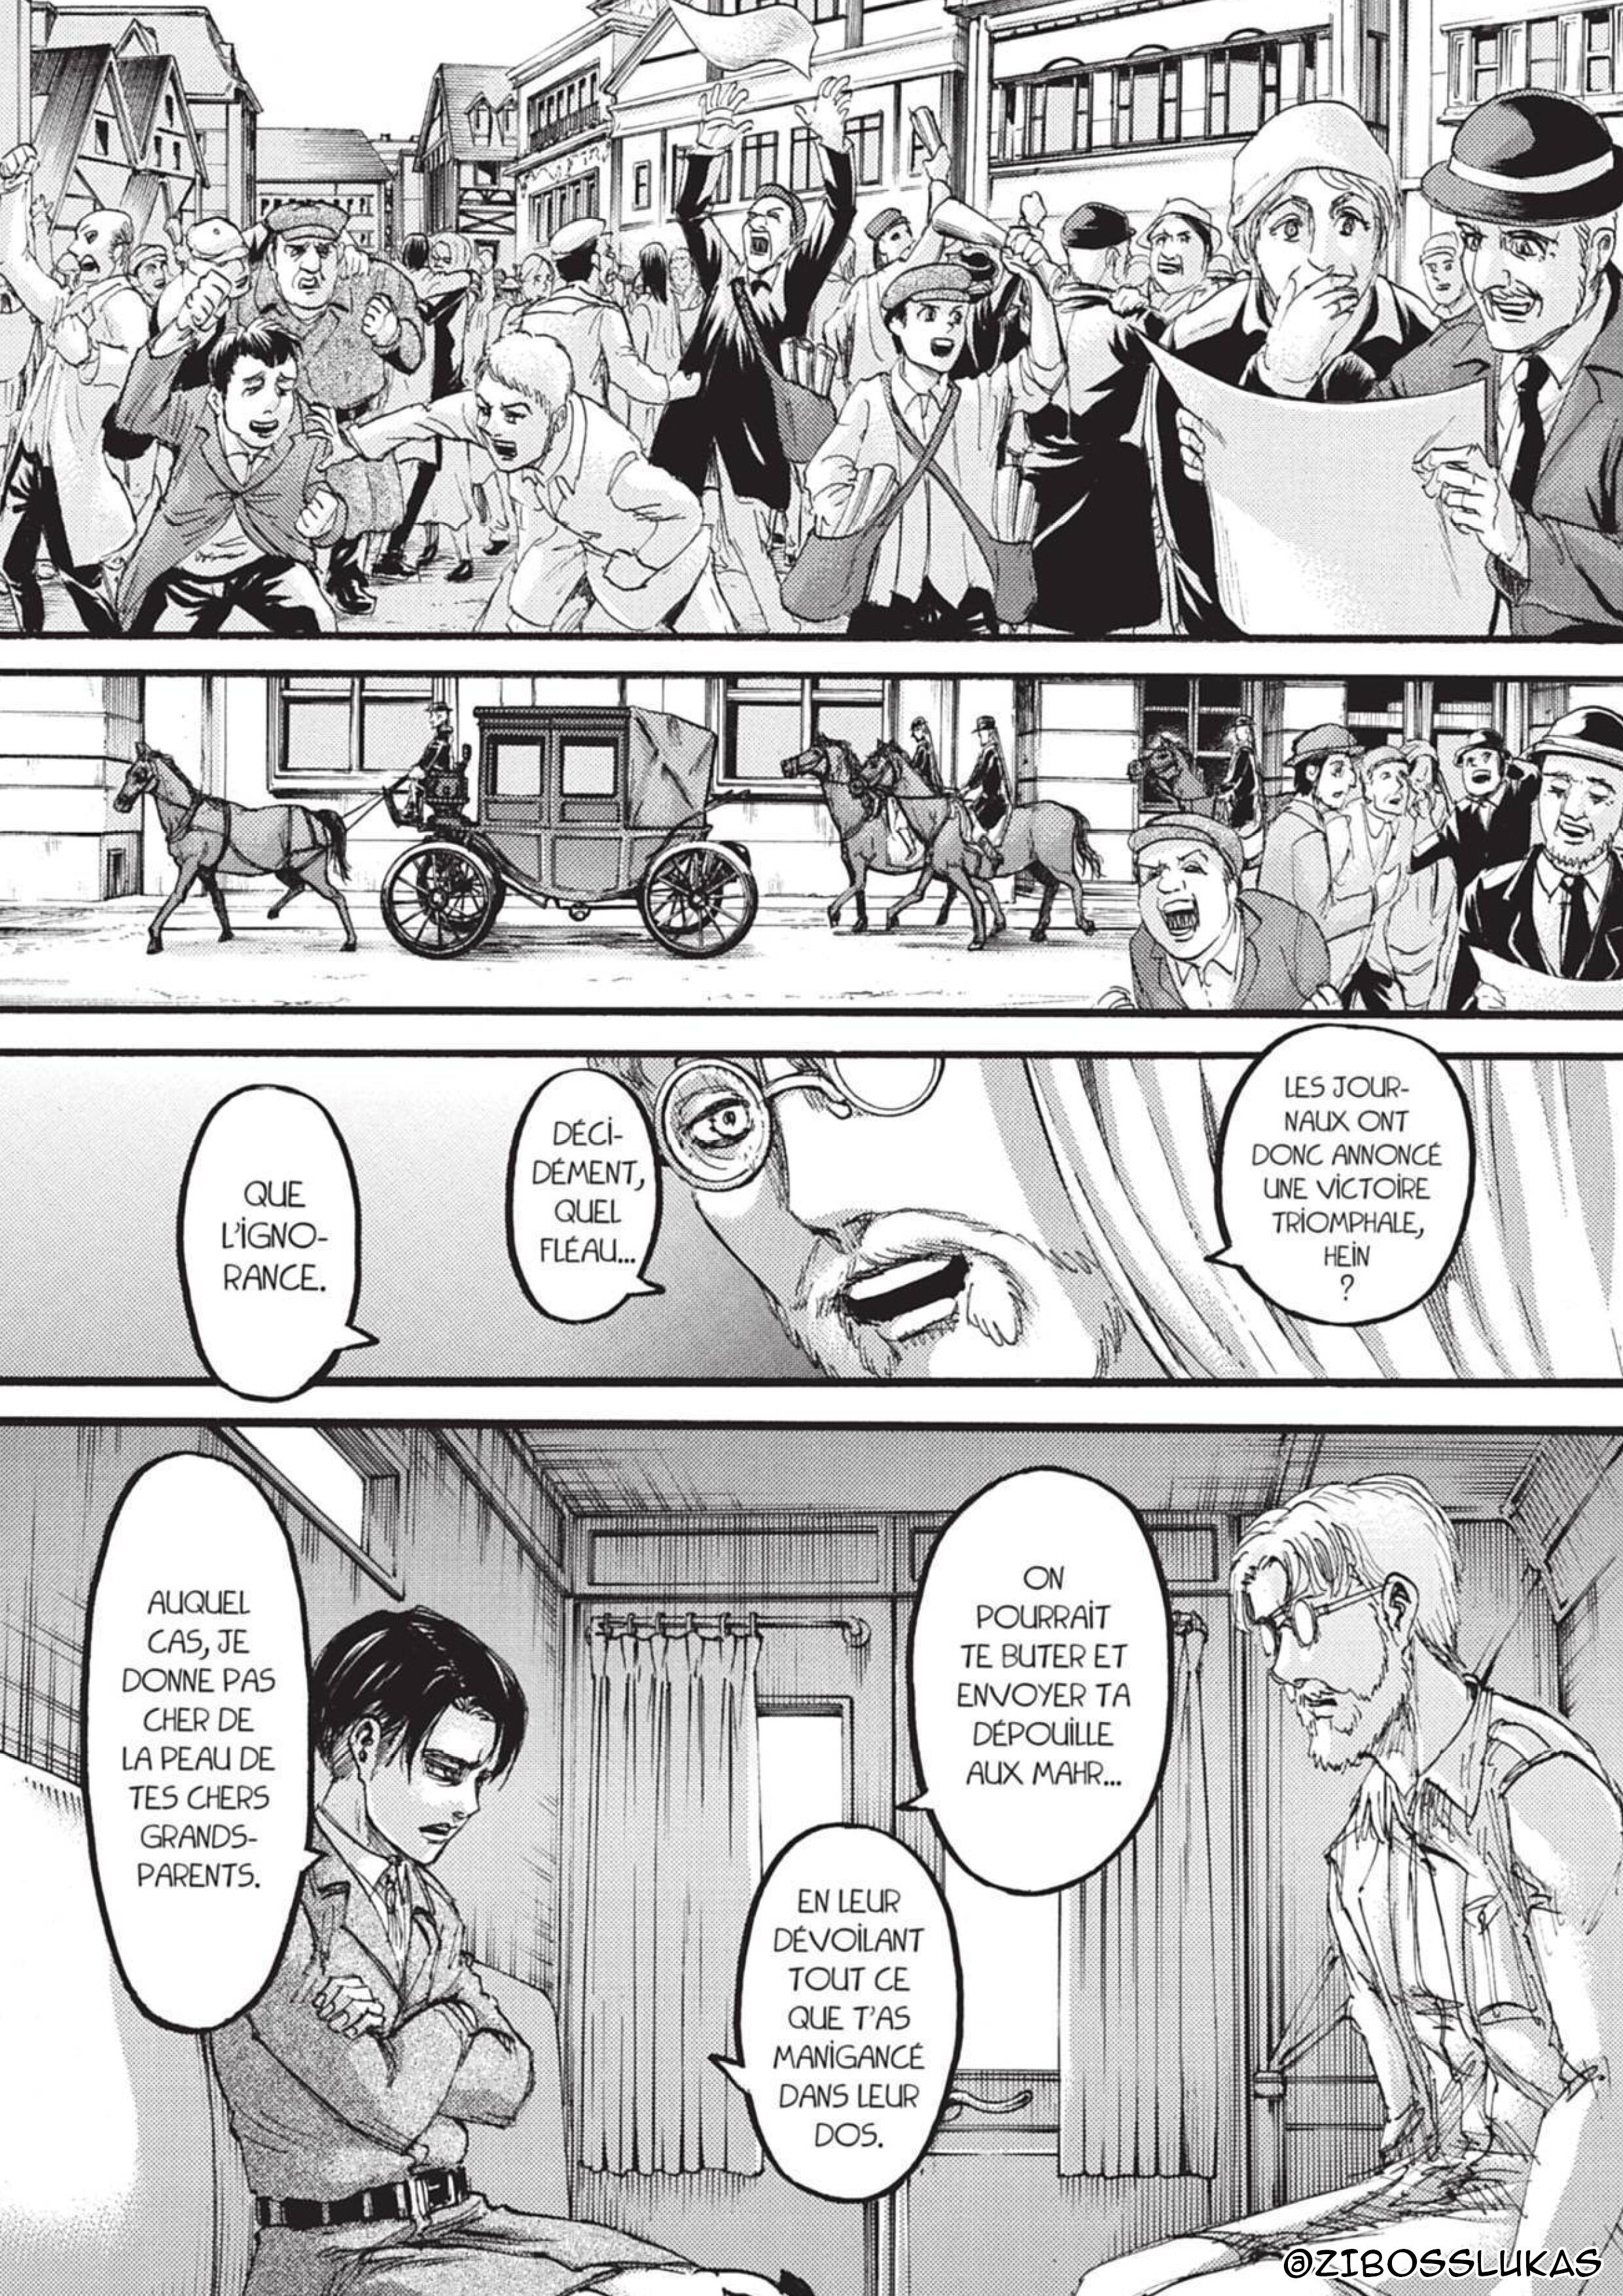 LES JOUR-
NAUX ONT
DONC ANNONCÉ
UNE VICTOIRE
TRIOMPHALE,
HEIN
?
DÉCI-
DÉMENT,
QUEL
FLÉAU...
QUE
L'IGNO-
RANCE.
ON
POURRAIT
TE BUTER ET
ENVOYER TA
DÉPOUILLE
AUX MAHR...
EN LEUR
DÉVOILANT
TOUT CE
QUE T'AS
MANIGANCÉ
DANS LEUR
DOS.
AUQUEL
CAS, JE
DONNE PAS
CHER DE
LA PEAU DE
TES CHERS
GRANDS-
PARENTS.
@ZIBOSSLUKAS